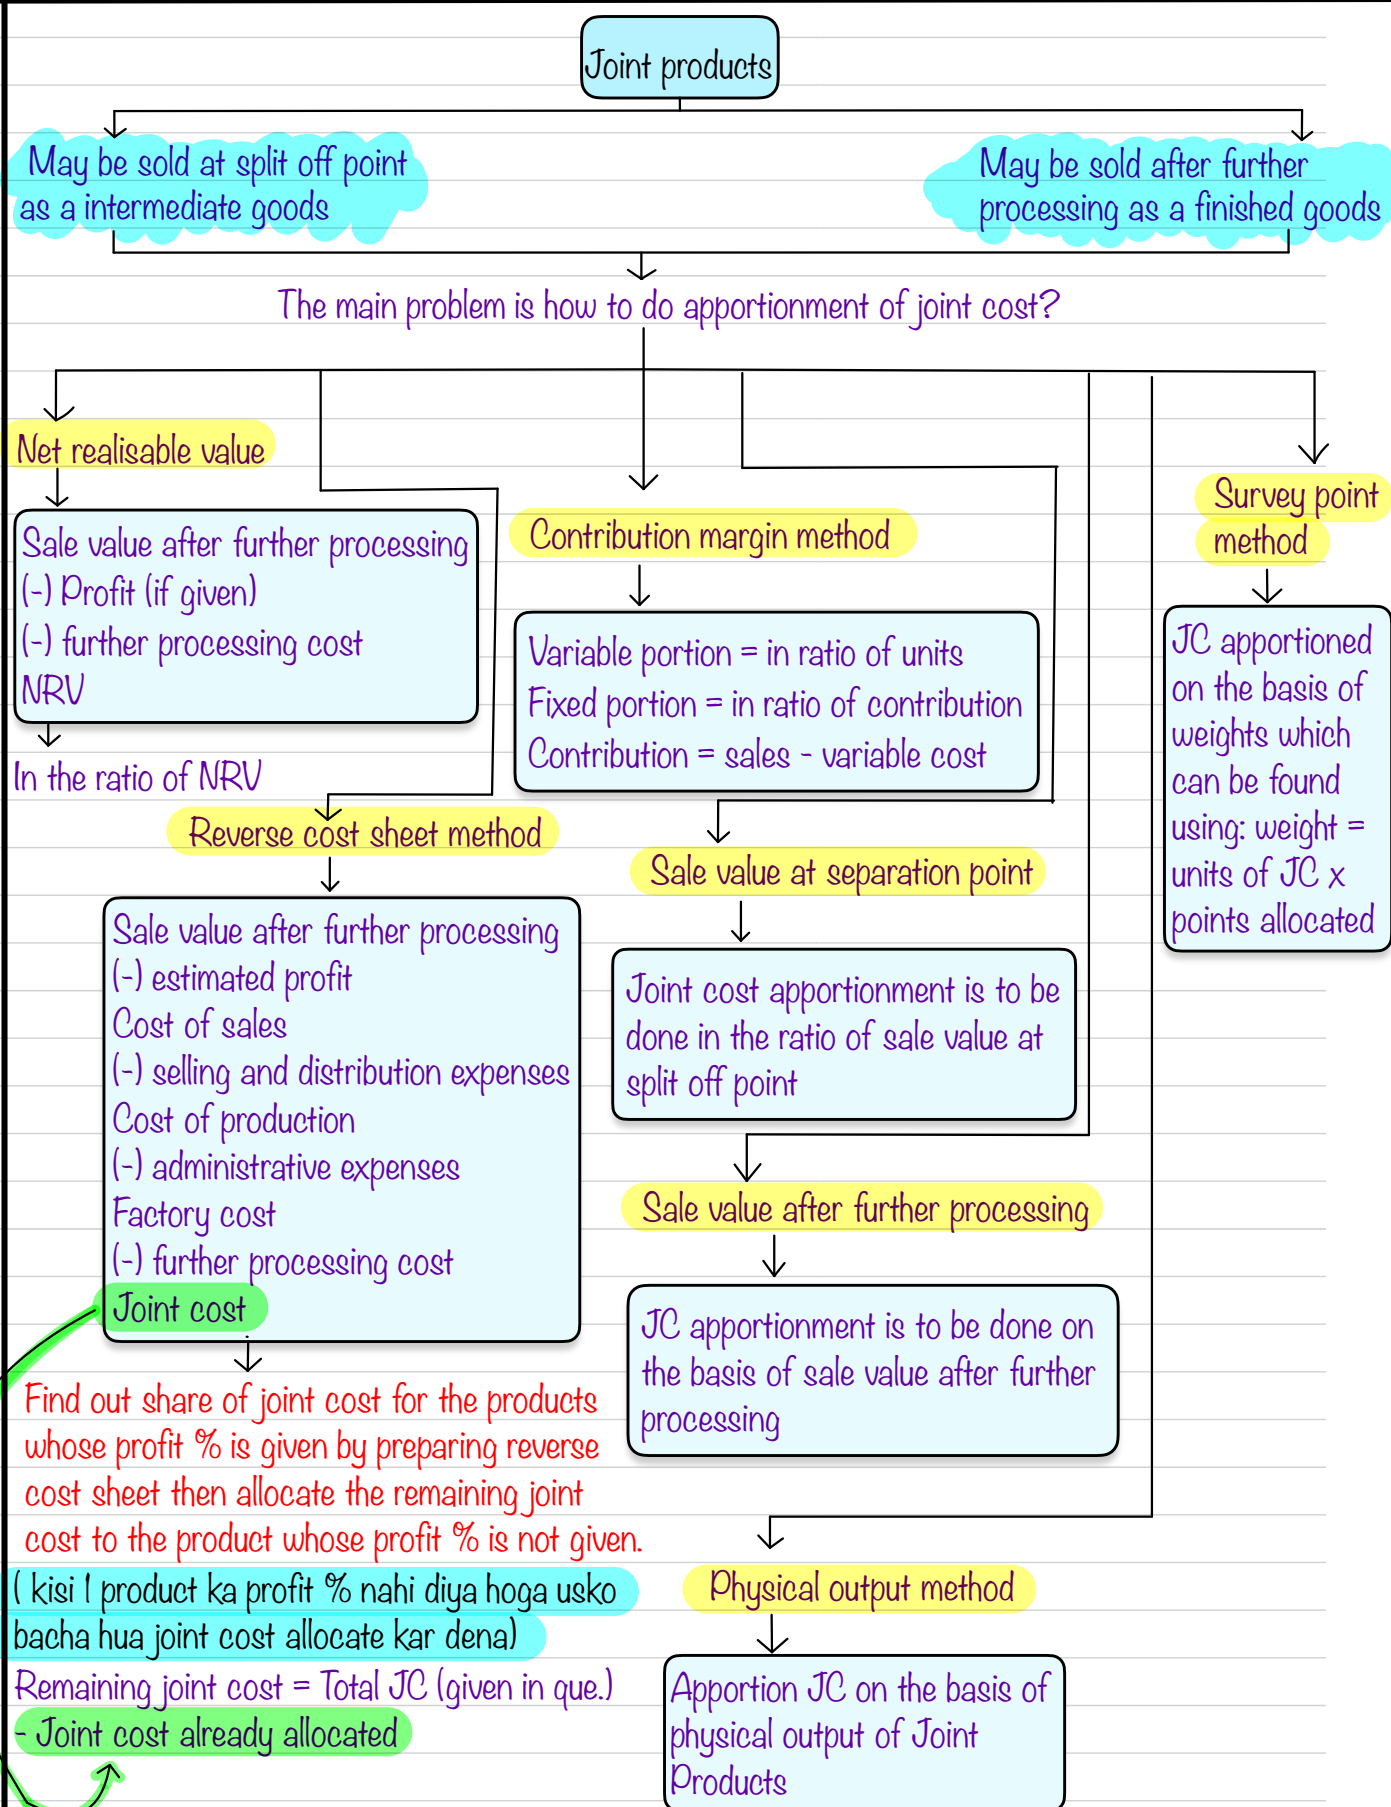 Joint products
May be sold at split off point
as a intermediate goods
May be sold after further
processing as a finished goods
The main problem is how to do apportionment of joint cost?
Net realisable value
Sale value after further processing
(-) Profit (if given)
(-) further processing cost
NRV
In the ratio of NRV
Reverse cost sheet method
Sale value after further processing
(-) estimated profit
Cost of sales
(-) selling and distribution expenses
Cost of production
(-) administrative expenses
Factory cost
(-) further processing cost
Joint cost
Find out share of joint cost for the products
whose profit % is given by preparing reverse
cost sheet then allocate the remaining joint
cost to the product whose profit % is not given.
( kisi 1 product ka profit % nahi diya hoga usko
bacha hua joint cost allocate kar dena)
Remaining joint cost = Total JC (given in que.)
- Joint cost already allocated
Contribution margin method
Variable portion = in ratio of units
Fixed portion = in ratio of contribution
Contribution = sales - variable cost
Sale value at separation point
Joint cost apportionment is to be
done in the ratio of sale value at
split off point
Sale value after further processing
JC apportionment is to be done on
the basis of sale value after further
processing
Physical output method
Apportion JC on the basis of
physical output of Joint
Products
Survey point
method
JC apportioned
on the basis of
weights which
can be found
using: weight =
units of JC x
points allocated